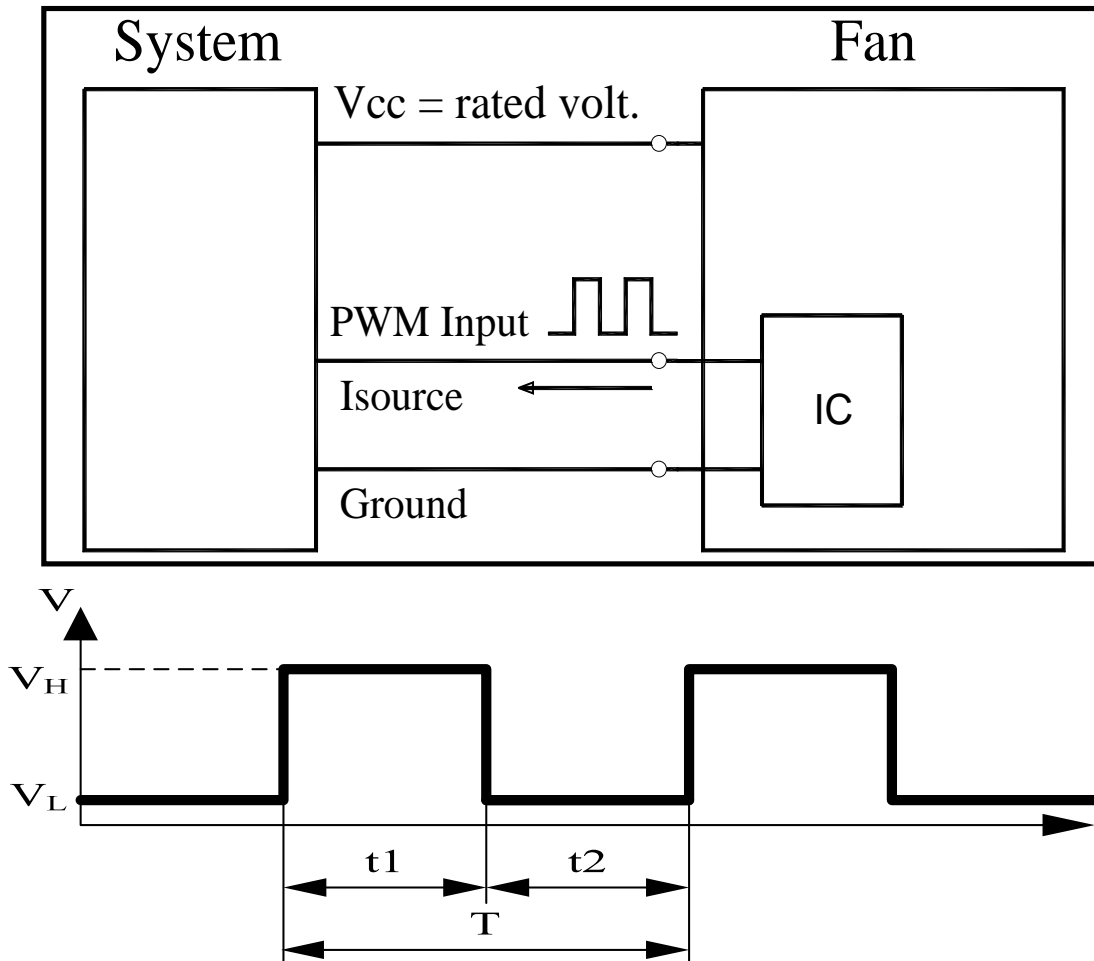 System
Fan
Vcc = rated volt.
PWM Input
Isource
IC
Ground
V
VH
VL
t1
t2
T